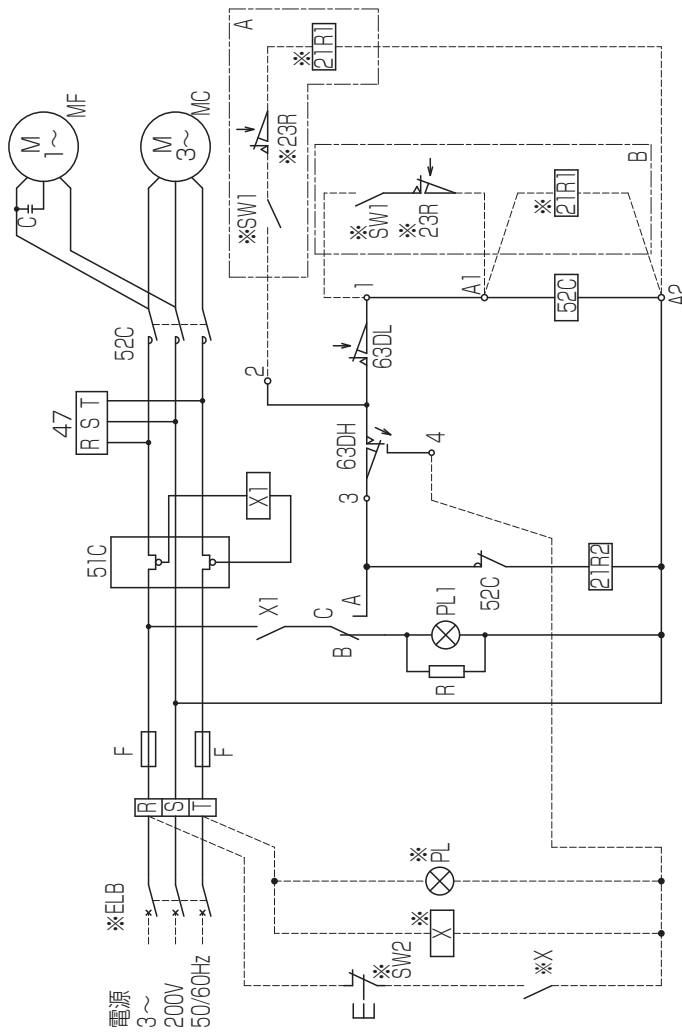 電源
3～
200V
50/60Hz
※ELB
R
S
T
F
F
51C
X1
47
R S T
52C
C
M
1～
MF
M
3～
MC
X1
C
B
A
R
PL1
52C
21R2
3
63DH
4
2
63DL
1
A1
52C
A2
※SW1
※23R
※
21R1
A
※SW1
※23R
※
21R1
B
※
SW2
※X
※
X
※
PL